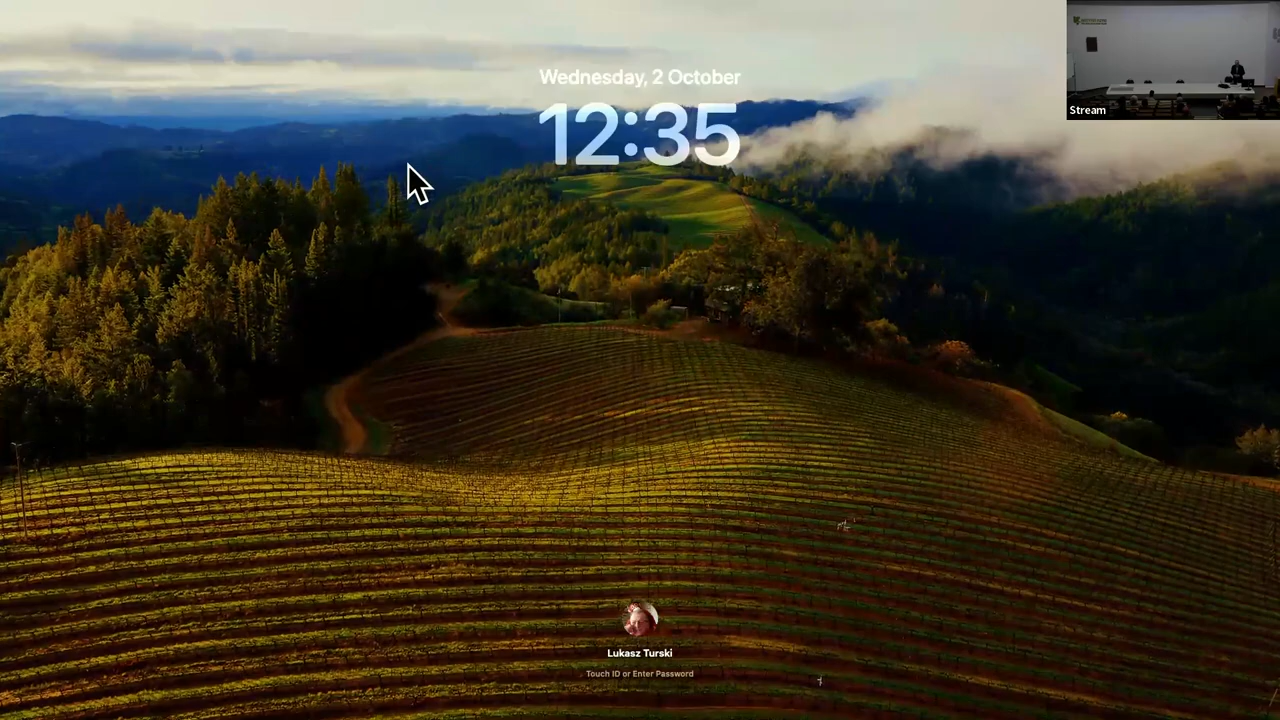 Wednesday, 2 October
12:35
Stream
Lukasz Turski
Touch ID or Enter Password